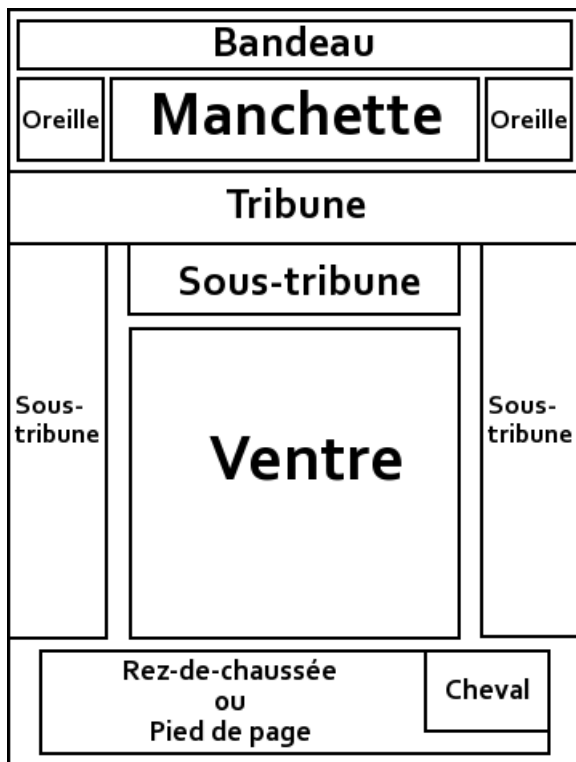 Bandeau
Oreille
Manchette
Oreille
Tribune
Sous-tribune
Sous-
tribune
Ventre
Sous-
tribune
Rez-de-chaussée
ou
Pied de page
Cheval